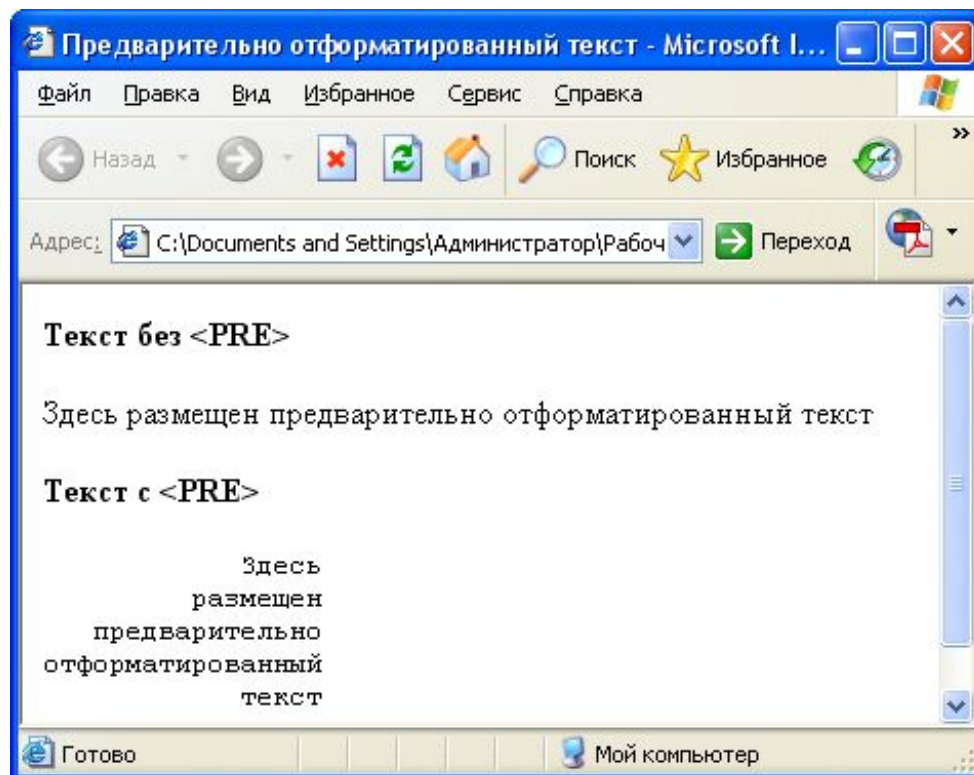 Предварительно отформатированный текст - Microsoft I...
Файл Правка Вид Избранное Сервис Справка
Назад Поиск Избранное »
Адрес: C:\Documents and Settings\Администратор\Рабоч Переход
Текст без <PRE>
Здесь размещен предварительно отформатированный текст
Текст с <PRE>
Здесь
размещен
предварительно
отформатированный
текст
Готово Мой компьютер